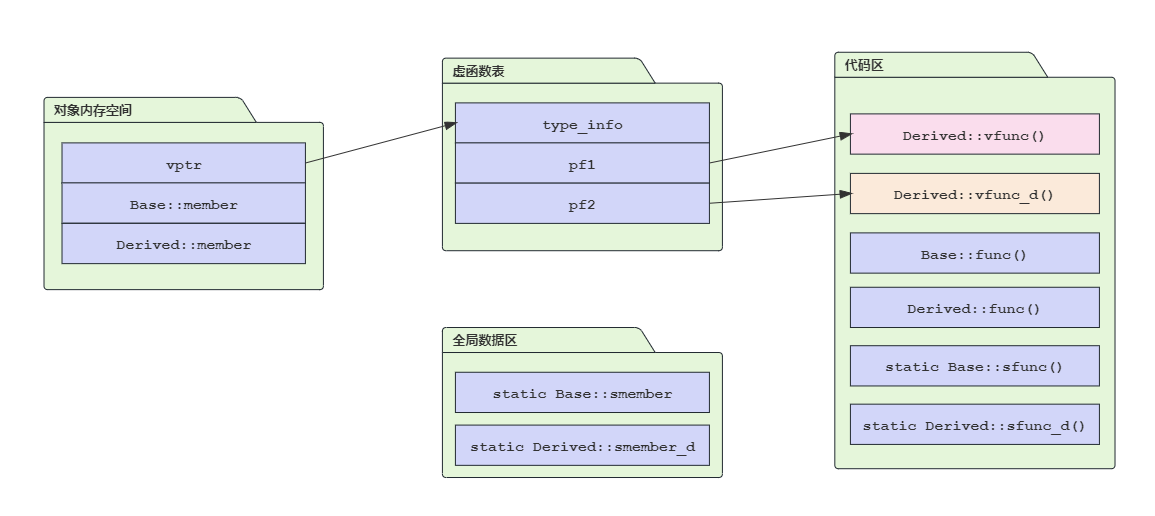 对象内存空间
vptr
Base::member
Derived::member
虚函数表
type_info
pf1
pf2
全局数据区
static Base::smember
static Derived::smember_d
代码区
Derived::vfunc()
Derived::vfunc_d()
Base::func()
Derived::func()
static Base::sfunc()
static Derived::sfunc_d()